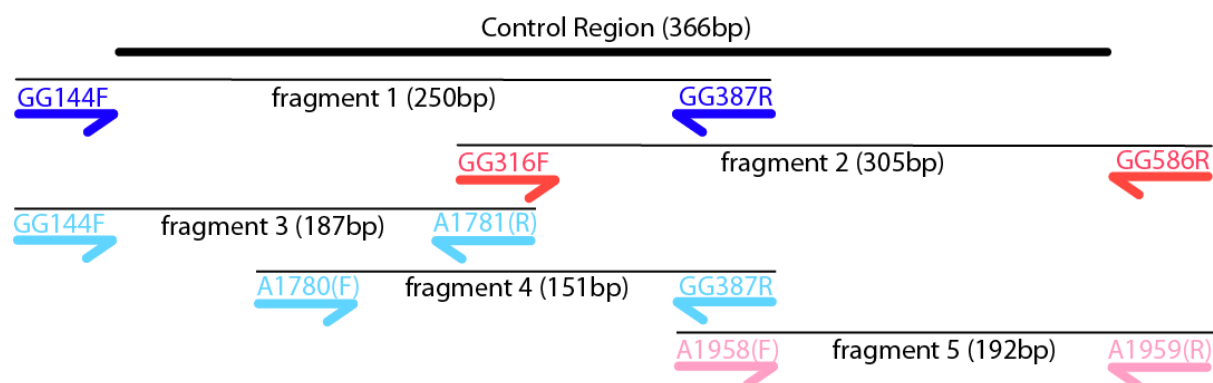 Control Region (366bp)
GG144F fragment 1 (250bp) GG387R
GG316F fragment 2 (305bp) GG586R
GG144F fragment 3 (187bp) A1781(R)
A1780(F) fragment 4 (151bp) GG387R
A1958(F) fragment 5 (192bp) A1959(R)